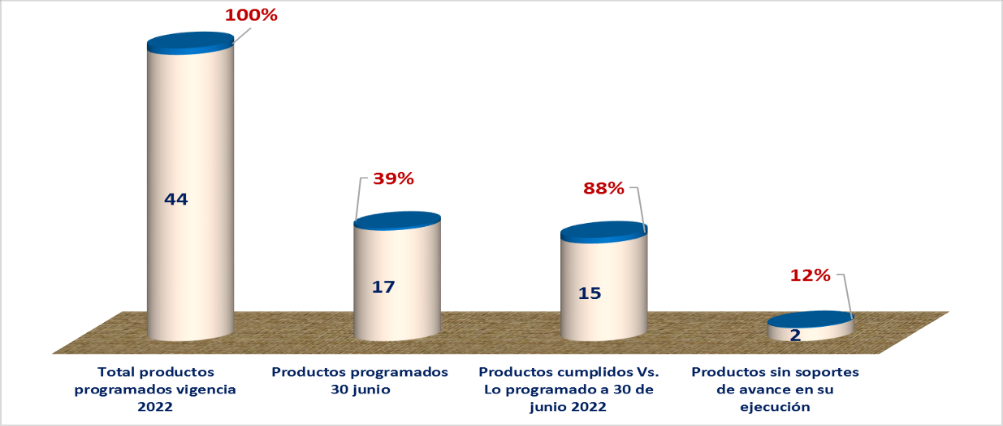 100%
39%
88%
12%
44
17
15
2
Total productos
programados vigencia
2022
Productos programados
30 junio
Productos cumplidos Vs.
Lo programado a 30 de
junio 2022
Productos sin soportes
de avance en su
ejecución